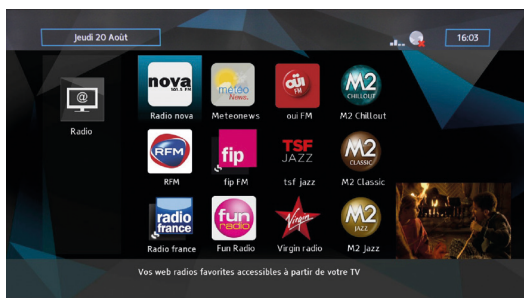 Jeudi 20 Août
16:03
@
Radio
nova
101.5 FM
Radio nova
météo
News.
Meteonews
OÜI
FM
oui FM
M2
CHILLOUT
M2 Chillout
RFM
RFM
fip
fip FM
TSF
JAZZ
tsf jazz
M2
CLASSIC
M2 Classic
radio
france
Radio france
fun
radio
Fun Radio
Virgin
Virgin radio
M2
JAZZ
M2 Jazz
Vos web radios favorites accessibles à partir de votre TV